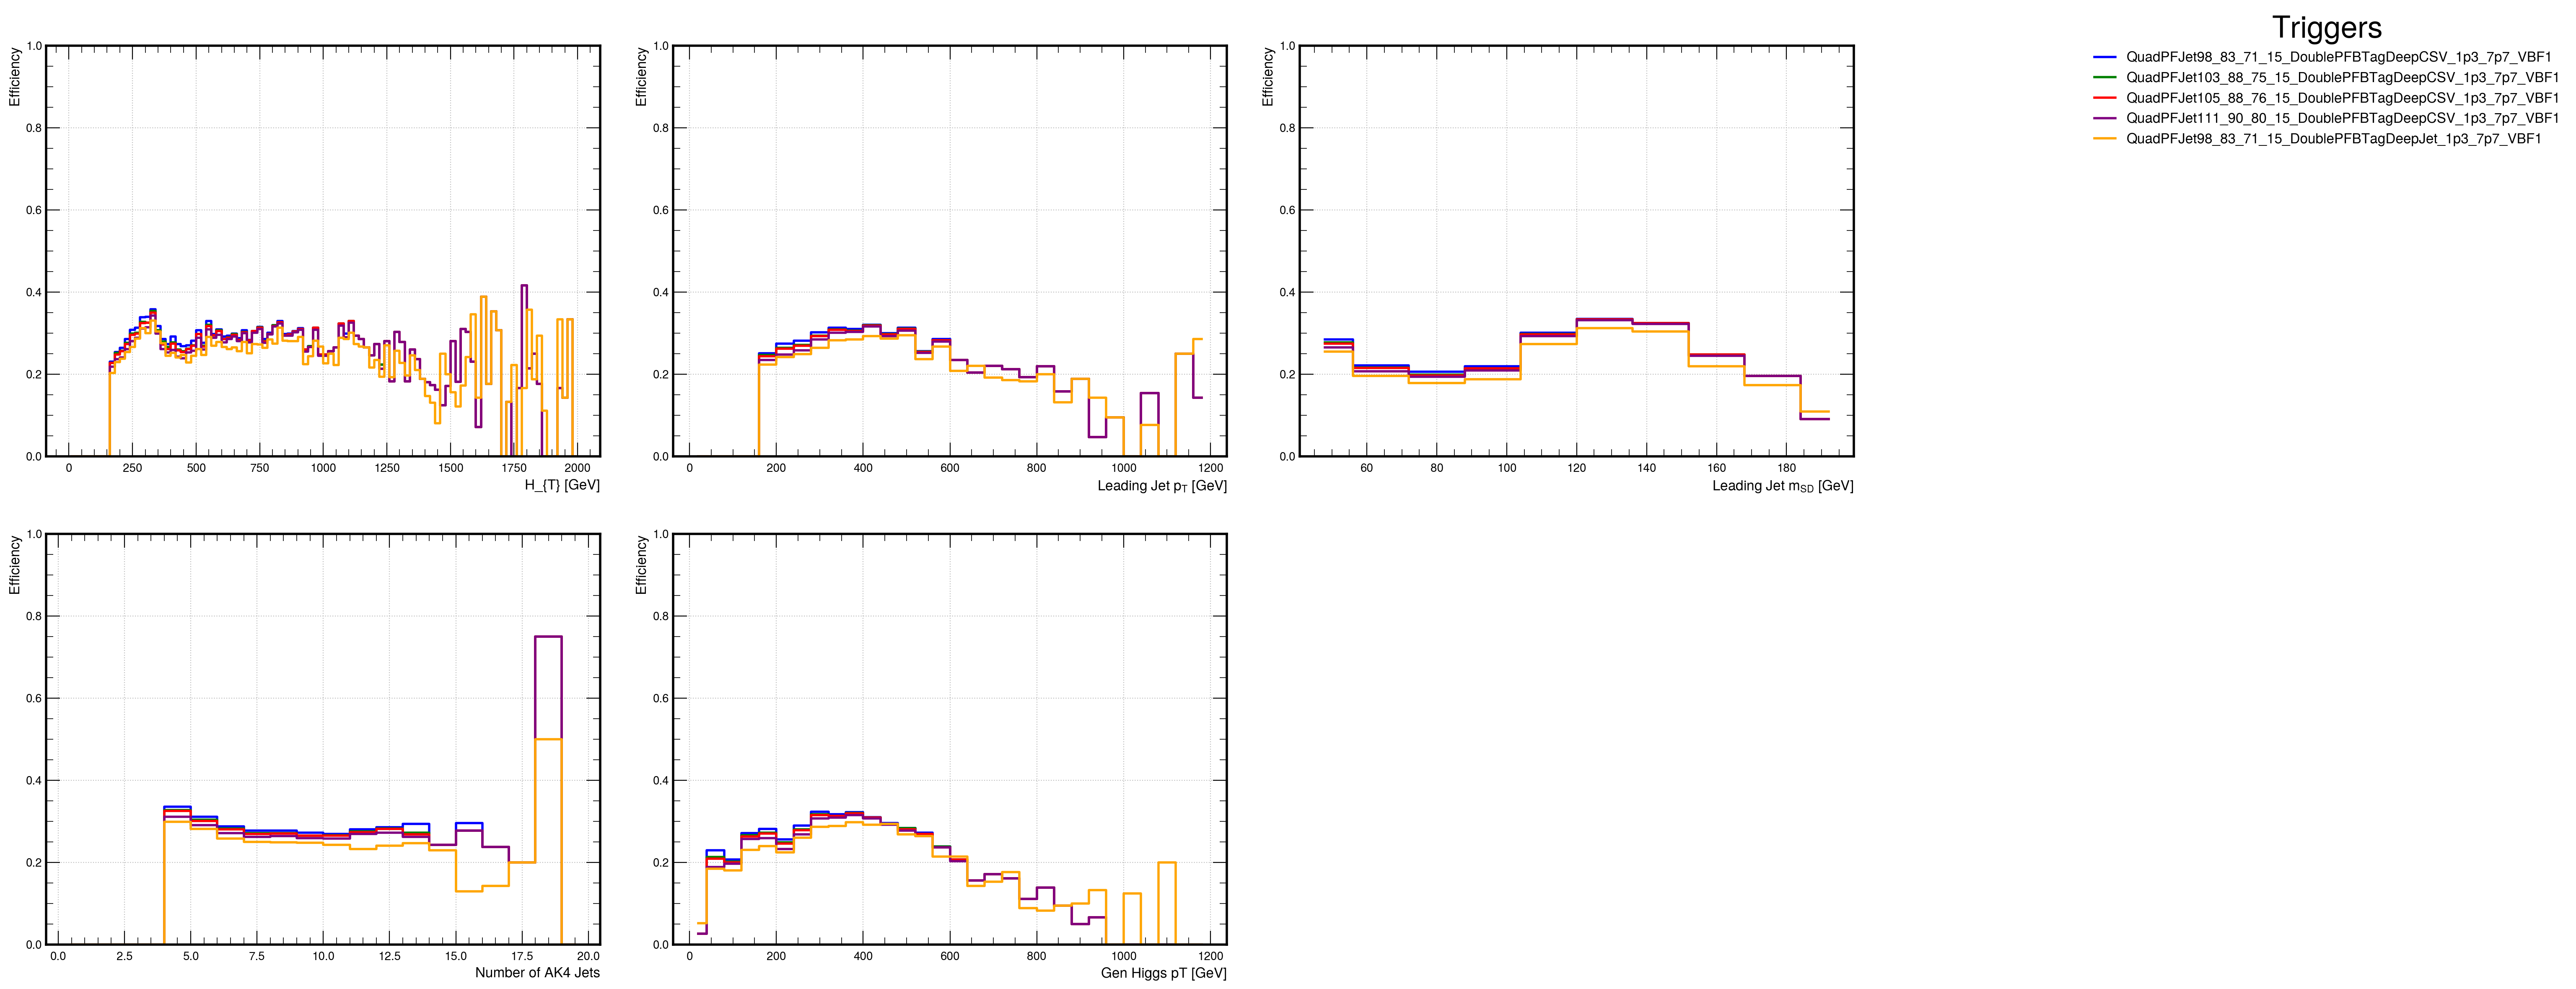 Triggers
QuadPFJet98_83_71_15_DoublePFBTagDeepCSV_1p3_7p7_VBF1
QuadPFJet103_88_75_15_DoublePFBTagDeepCSV_1p3_7p7_VBF1
QuadPFJet105_88_76_15_DoublePFBTagDeepCSV_1p3_7p7_VBF1
QuadPFJet111_90_80_15_DoublePFBTagDeepCSV_1p3_7p7_VBF1
QuadPFJet98_83_71_15_DoublePFBTagDeepJet_1p3_7p7_VBF1
Efficiency
1.0
0.8
0.6
0.4
0.2
0.0
0 250 500 750 1000 1250 1500 1750 2000
H_{T} [GeV]
Efficiency
1.0
0.8
0.6
0.4
0.2
0.0
0 200 400 600 800 1000 1200
Leading Jet pT [GeV]
Efficiency
1.0
0.8
0.6
0.4
0.2
0.0
60 80 100 120 140 160 180
Leading Jet mSD [GeV]
Efficiency
1.0
0.8
0.6
0.4
0.2
0.0
0.0 2.5 5.0 7.5 10.0 12.5 15.0 17.5 20.0
Number of AK4 Jets
Efficiency
1.0
0.8
0.6
0.4
0.2
0.0
0 200 400 600 800 1000 1200
Gen Higgs pT [GeV]